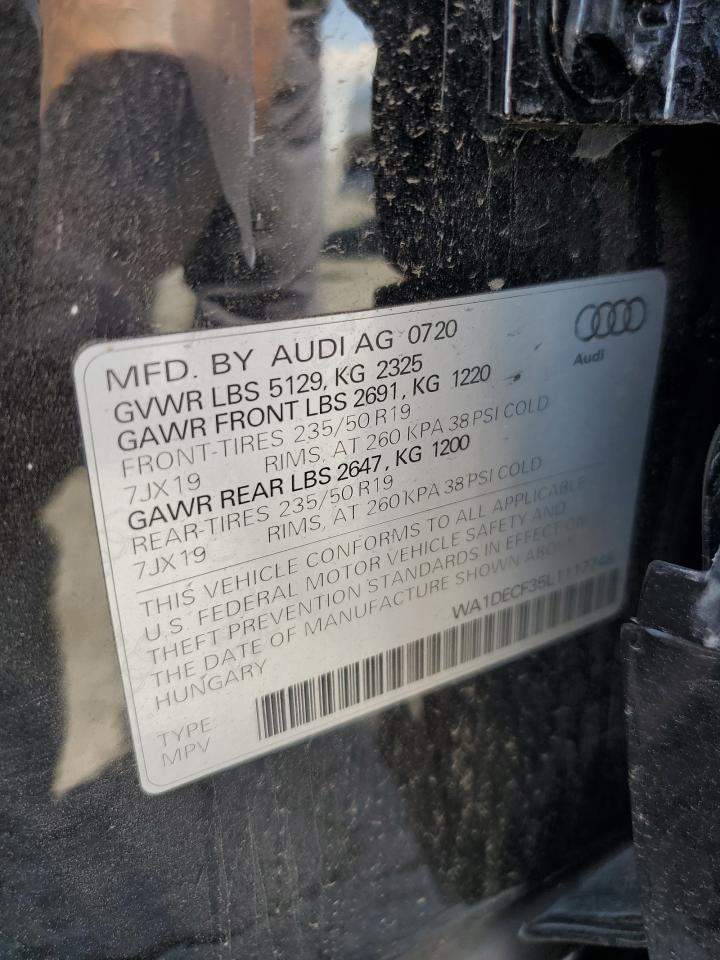 MFD. BY AUDI AG 0720
Audi
GVWR LBS 5129, KG 2325
GAWR FRONT LBS 2691, KG 1220
FRONT-TIRES 235/50 R19
7JX19 RIMS, AT 260 KPA 38 PSI COLD
GAWR REAR LBS 2647, KG 1200
REAR-TIRES 235/50 R19
7JX19 RIMS, AT 260 KPA 38 PSI COLD
THIS VEHICLE CONFORMS TO ALL APPLICABLE
U.S. FEDERAL MOTOR VEHICLE SAFETY AND
THEFT PREVENTION STANDARDS IN EFFECT ON
THE DATE OF MANUFACTURE SHOWN ABOVE
HUNGARY
TYPE
MPV